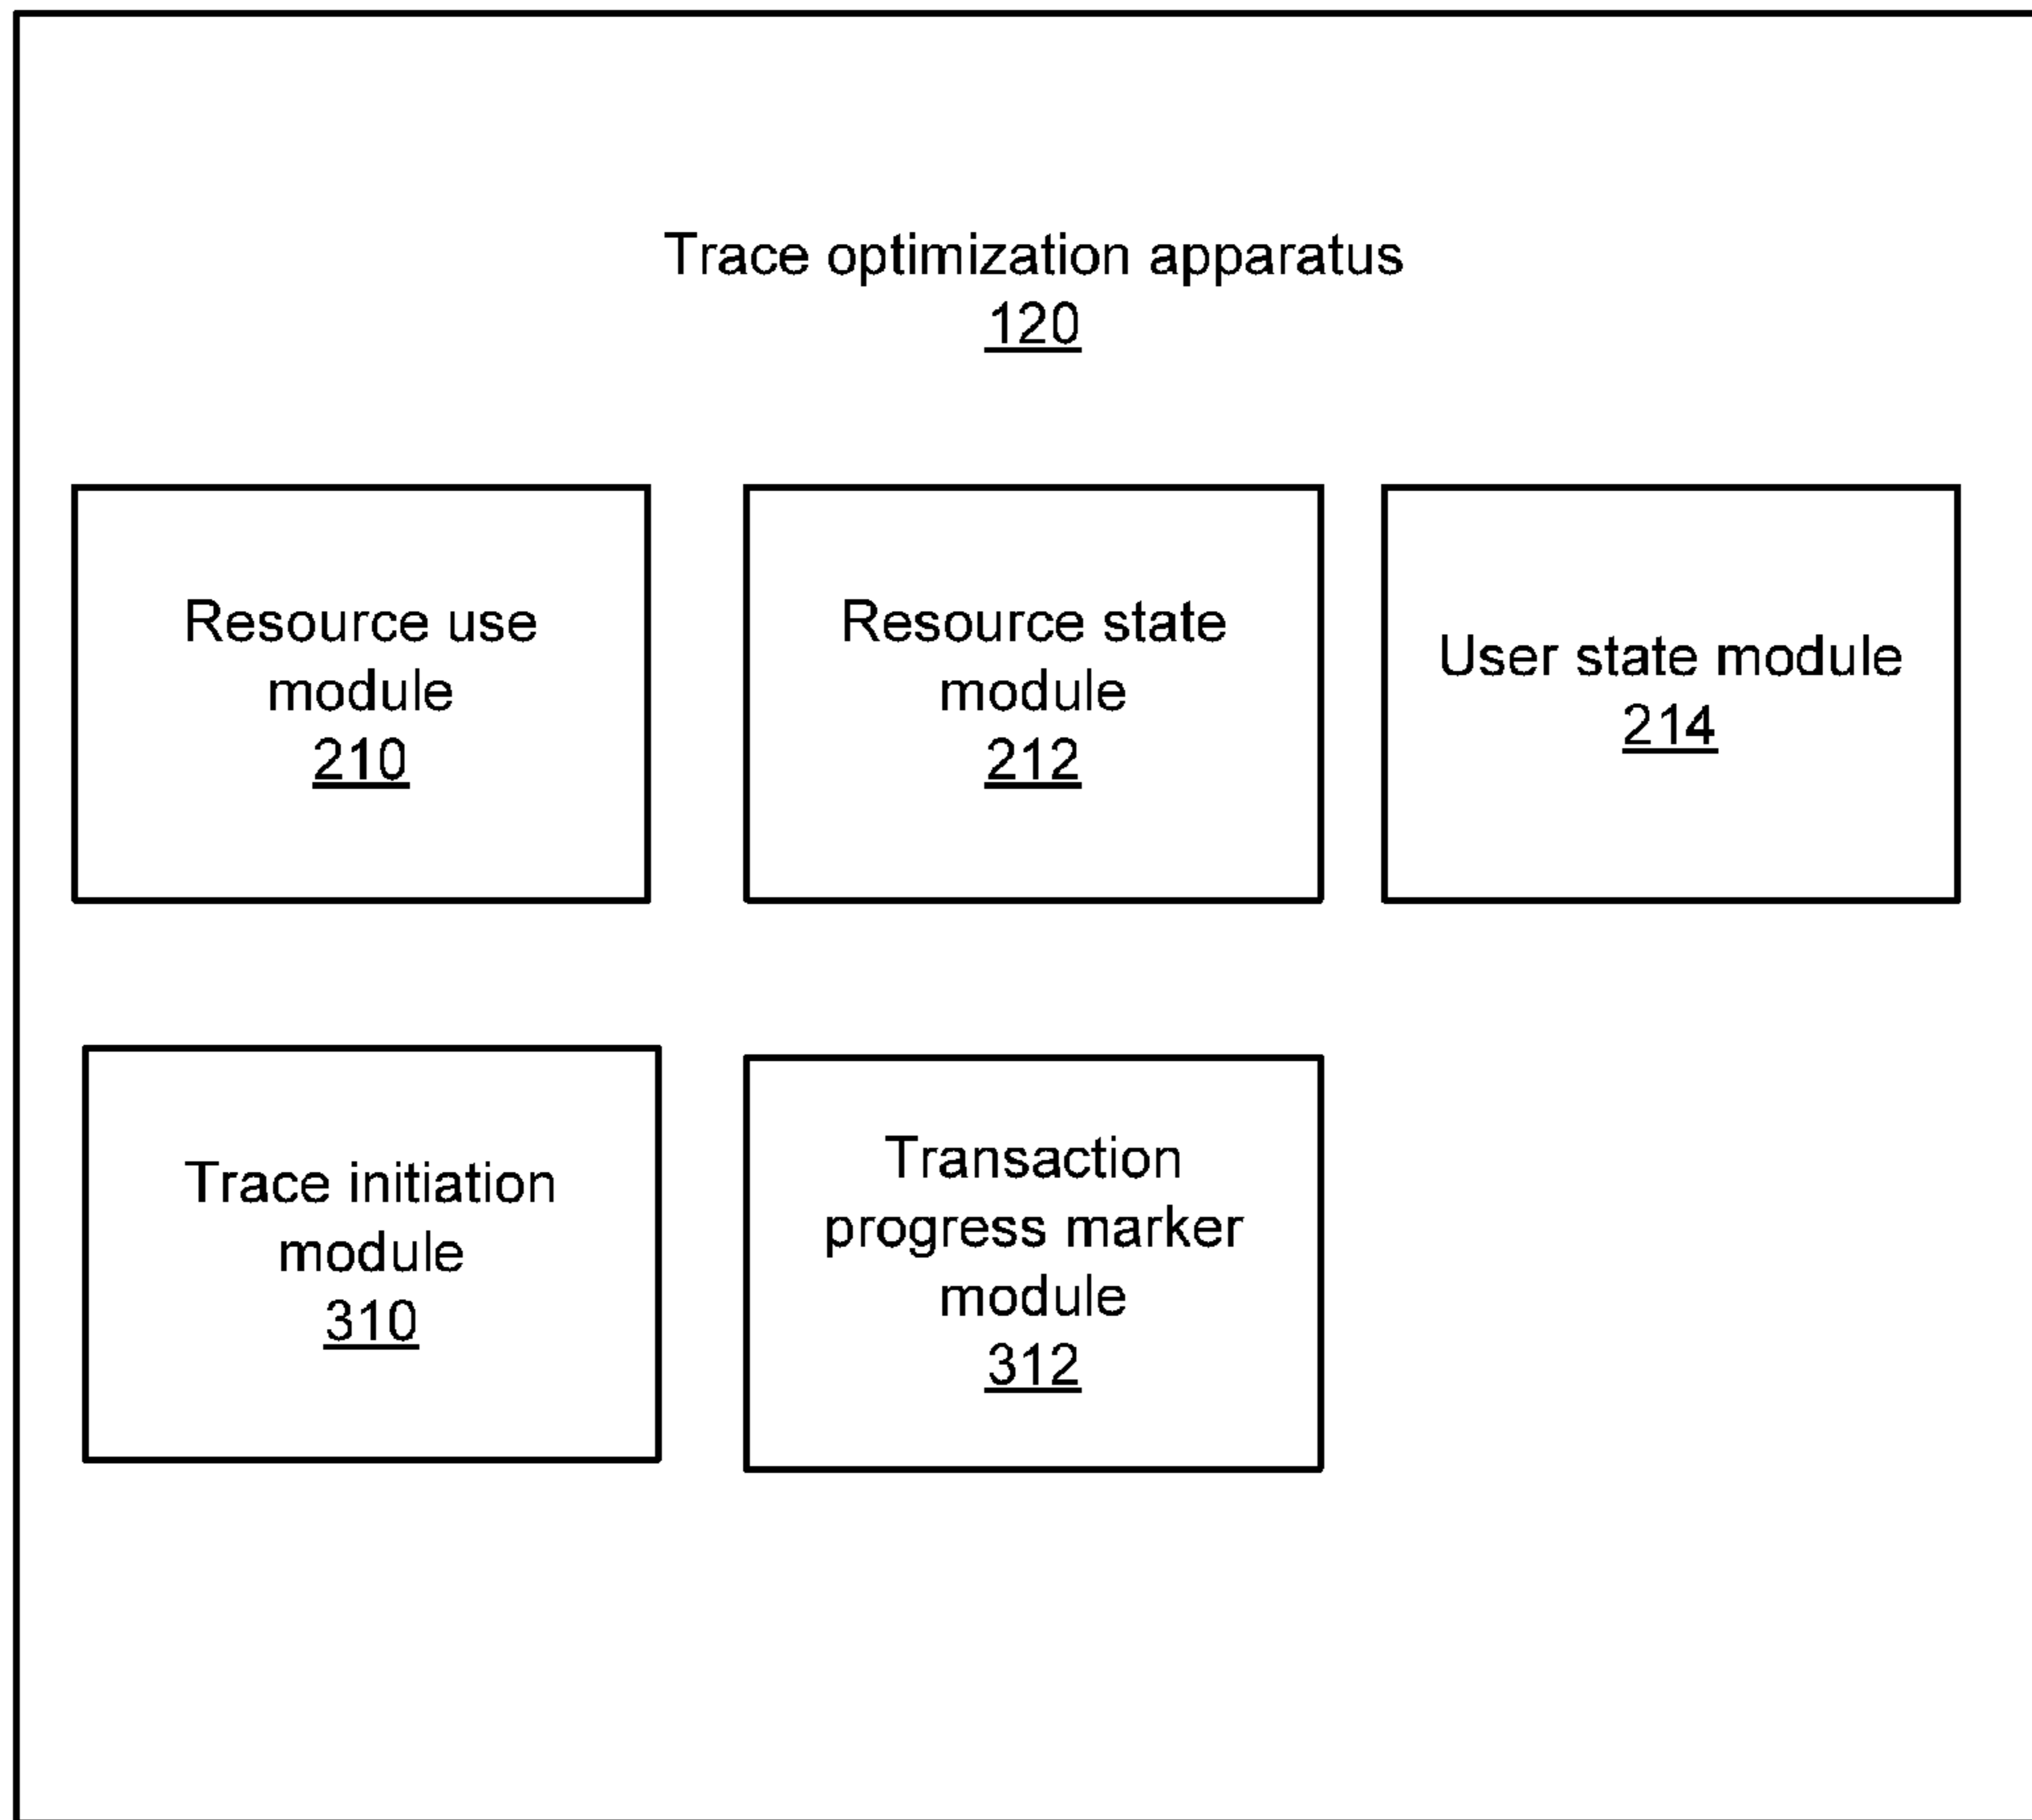 Trace optimization apparatus
120
Resource use
module
210
Resource state
module
212
User state module
214
Trace initiation
module
310
Transaction
progress marker
module
312